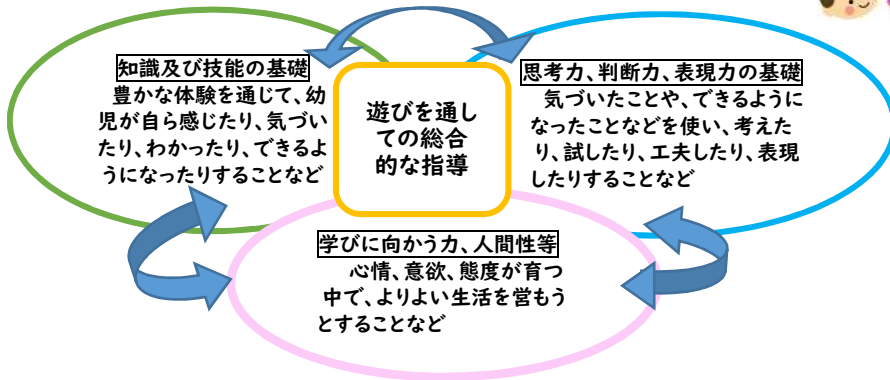 知識及び技能の基礎
豊かな体験を通じて、幼
児が自ら感じたり、気づい
たり、わかったり、できるよ
うになったりすることなど
遊びを通し
ての総合
的な指導
思考力、判断力、表現力の基礎
気づいたことや、できるように
なったことなどを使い、考えた
り、試したり、工夫したり、表現
したりすることなど
学びに向かう力、人間性等
心情、意欲、態度が育つ
中で、よりよい生活を営もう
とすることなど